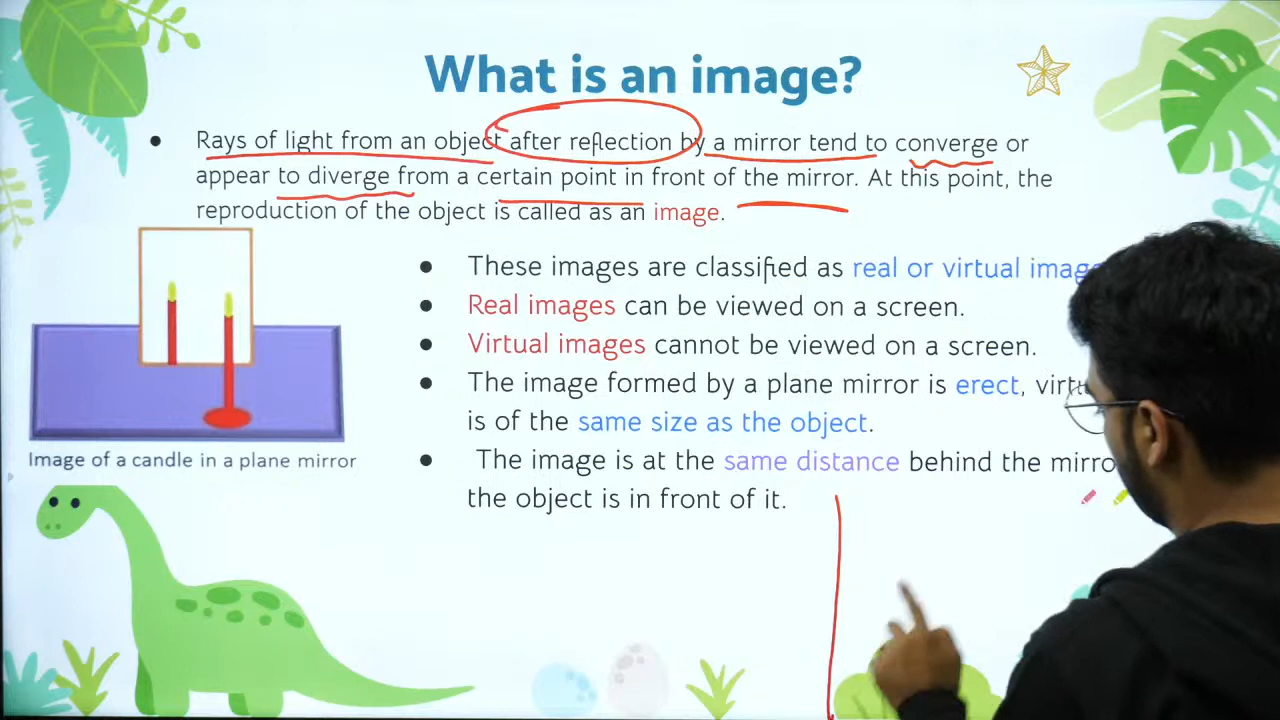 What is an image?
● Rays of light from an object after reflection by a mirror tend to converge or
appear to diverge from a certain point in front of the mirror. At this point, the
reproduction of the object is called as an image.
● These images are classified as real or virtual
● Real images can be viewed on a screen.
● Virtual images cannot be viewed on a screen.
● The image formed by a plane mirror is erect,
is of the same size as the object.
● The image is at the same distance behind the
the object is in front of it.
Image of a candle in a plane mirror